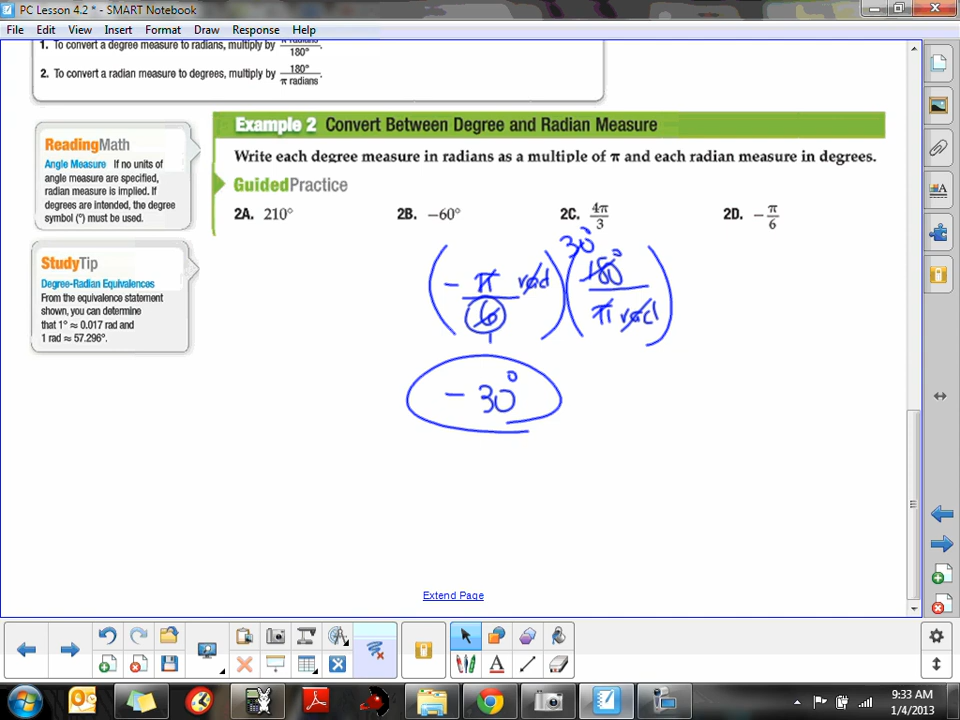 PC Lesson 4.2 * - SMART Notebook
File Edit View Insert Format Draw Response Help
1. To convert a degree measure to radians, multiply by π radians / 180°.
2. To convert a radian measure to degrees, multiply by 180° / π radians.
Example 2 Convert Between Degree and Radian Measure
Write each degree measure in radians as a multiple of π and each radian measure in degrees.
GuidedPractice
2A. 210° 2B. −60° 2C. 4π/3 2D. −π/6
ReadingMath
Angle Measure If no units of
angle measure are specified,
radian measure is implied. If
degrees are intended, the degree
symbol (°) must be used.
StudyTip
Degree-Radian Equivalences
From the equivalence statement
shown, you can determine
that 1° ≈ 0.017 rad and
1 rad ≈ 57.296°.
30°
(− π/6 rad)(180°/π rad)
1
− 30°
Extend Page
9:33 AM
1/4/2013